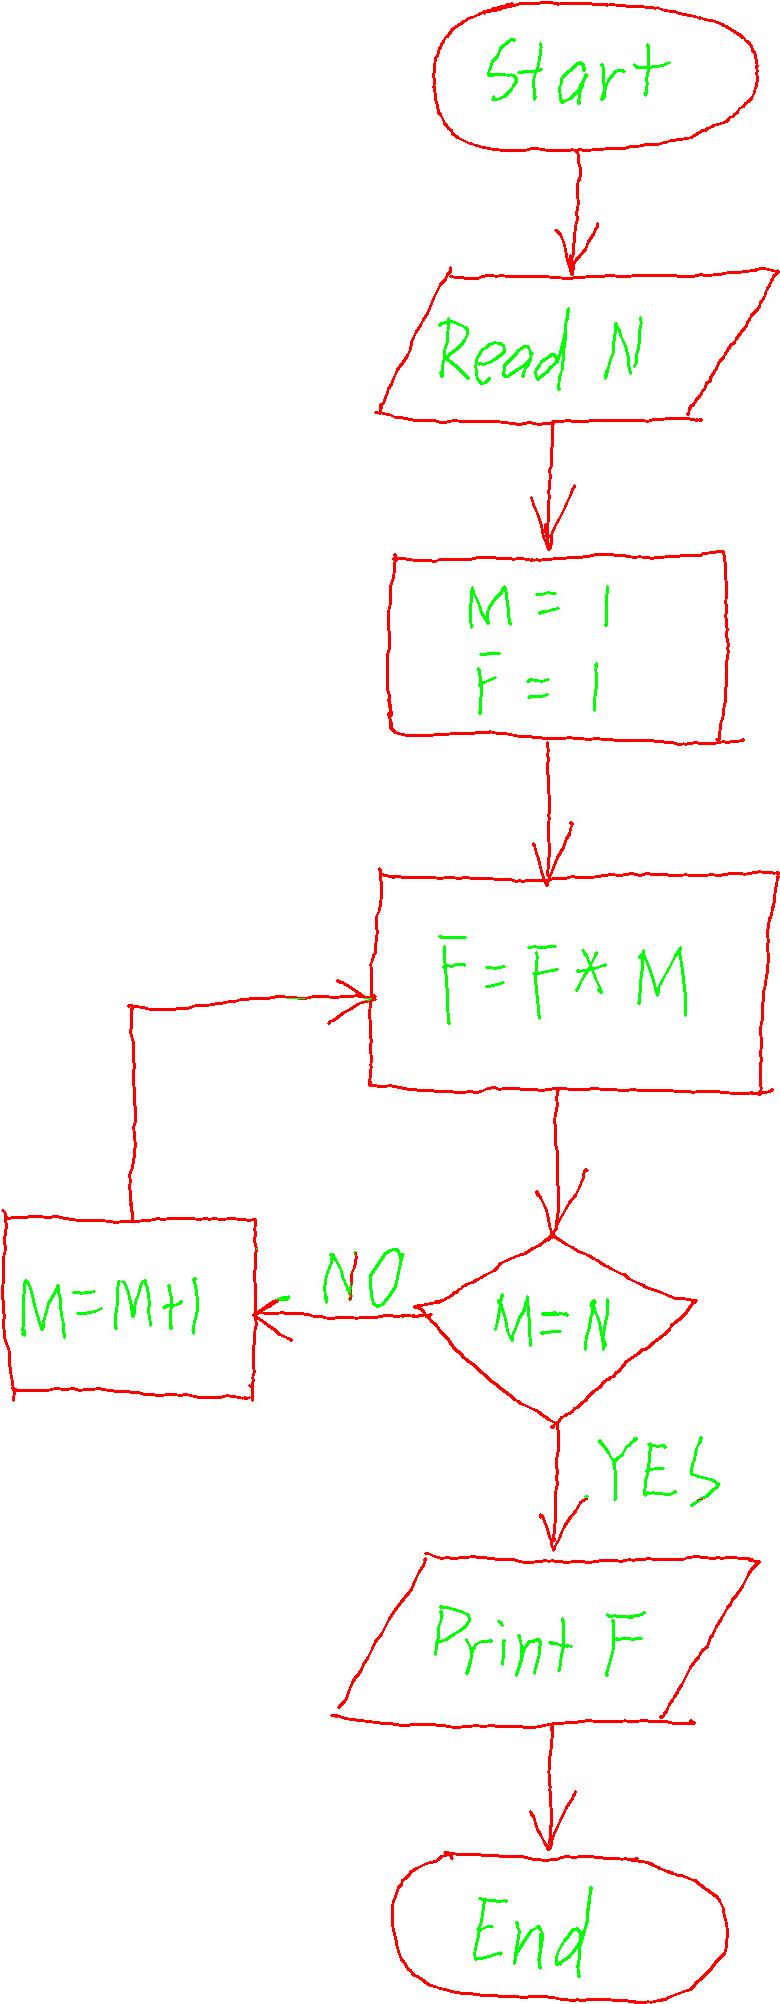 Start
Read N
M = 1
F = 1
F = F * M
NO
M=M+1
M=N
YES
Print F
End